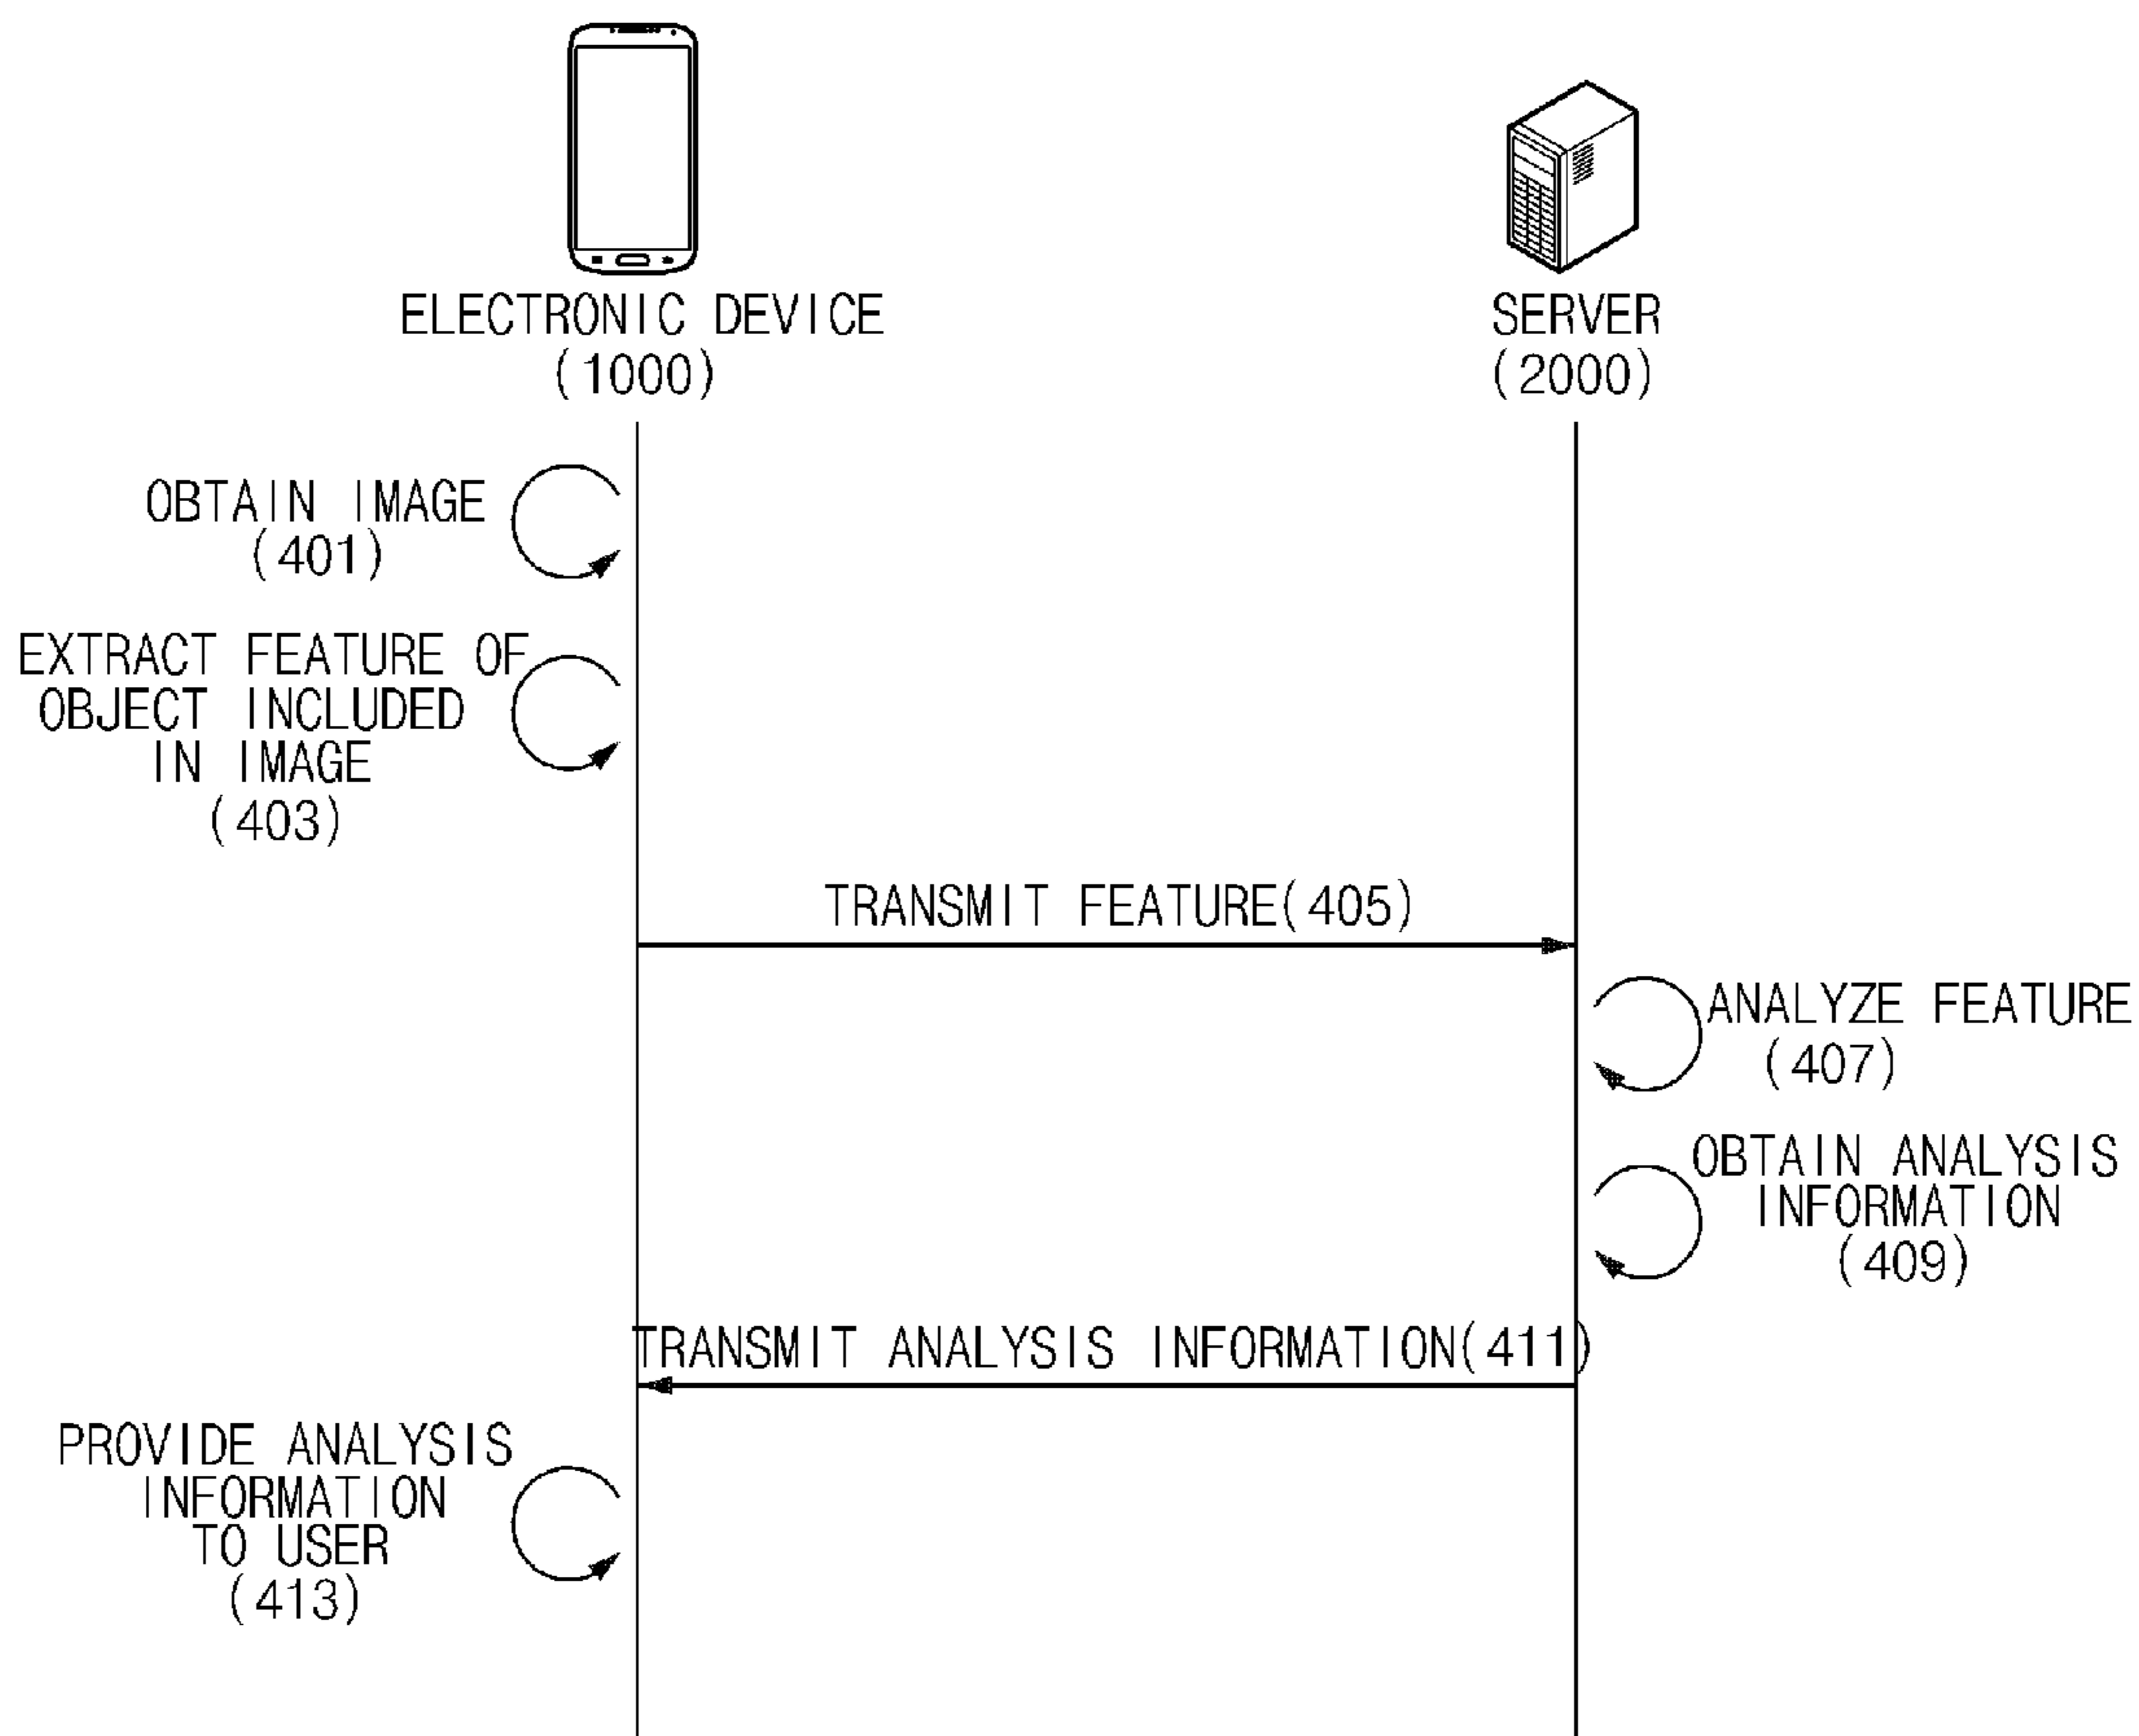 ELECTRONIC DEVICE
(1000)
SERVER
(2000)
OBTAIN IMAGE
(401)
EXTRACT FEATURE OF
OBJECT INCLUDED
IN IMAGE
(403)
TRANSMIT FEATURE(405)
ANALYZE FEATURE
(407)
OBTAIN ANALYSIS
INFORMATION
(409)
TRANSMIT ANALYSIS INFORMATION(411)
PROVIDE ANALYSIS
INFORMATION
TO USER
(413)